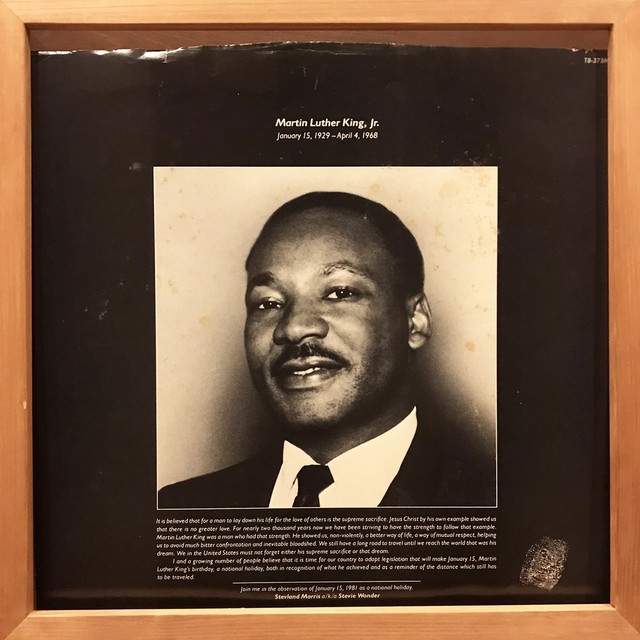 TB-373
Martin Luther King, Jr.
January 15, 1929 – April 4, 1968
It is believed that for a man to lay down his life for the love of others is the supreme sacrifice. Jesus Christ by his own example showed us
that there is no greater love. For nearly two thousand years now we have been striving to have the strength to follow that example.
Martin Luther King was a man who had that strength. He showed us, non-violently, a better way of life, a way of mutual respect, helping
us to avoid much bitter confrontation and inevitable bloodshed. We still have a long road to travel until we reach the world that was his
dream. We in the United States must not forget either his supreme sacrifice or that dream.
I and a growing number of people believe that it is time for our country to adopt legislation that will make January 15, Martin
Luther King's birthday, a national holiday, both in recognition of what he achieved and as a reminder of the distance which still has
to be traveled.
Join me in the observation of January 15, 1981 as a national holiday.
Stevland Morris a/k/a Stevie Wonder